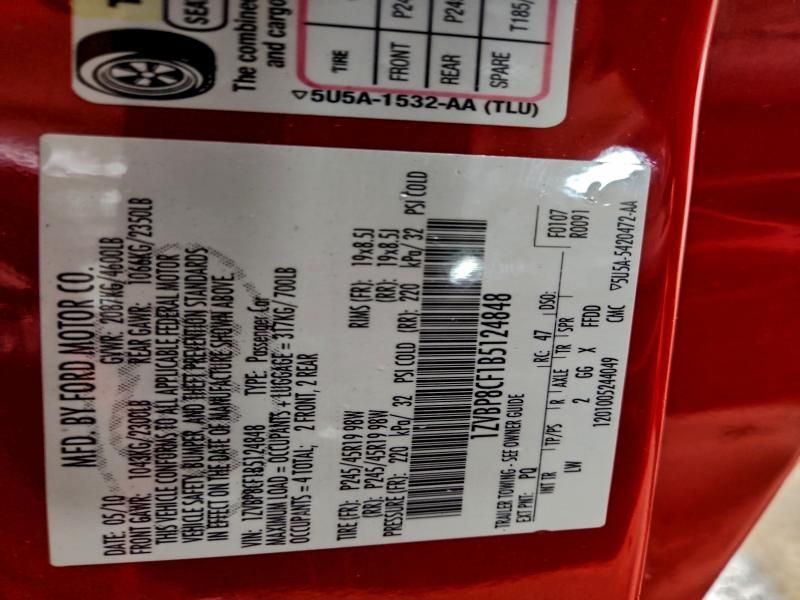 SEA
The combine
and cargo
TIRE
FRONT P24
REAR P24
SPARE T185/
▽5U5A-1532-AA (TLU)
MFD. BY FORD MOTOR CO.
DATE: 05/10 GVWR: 2087KG/4600LB
FRONT GAWR: 1048KG/2300LB REAR GAWR: 1066KG/2350LB
THIS VEHICLE CONFORMS TO ALL APPLICABLE FEDERAL MOTOR
VEHICLE SAFETY, BUMPER, AND THEFT PREVENTION STANDARDS
IN EFFECT ON THE DATE OF MANUFACTURE SHOWN ABOVE.
VIN: 1ZVBP8CF1B5124848 TYPE: Passenger Car
MAXIMUM LOAD = OCCUPANTS + LUGGAGE = 317KG/700LB
OCCUPANTS = 4 TOTAL; 2 FRONT, 2 REAR
TIRE (FR): P245/45R19 98W RIMS (FR): 19x8.5J
(RR): P245/45R19 98W (RR): 19x8.5J
PRESSURE (FR): 220 kPa/ 32 PSI/COLD (RR): 220 kPa/ 32 PSI/COLD
1ZVBP8CF1B5124848
TRAILER TOWING - SEE OWNER GUIDE
EXT PNT: PQ RC: 47 DSO: F0107
R0091
INT TR TP/PS R AXLE TR SPR
LW 2 GG X FFDD
1201005244049 CMC ▽5U5A-5420472-AA